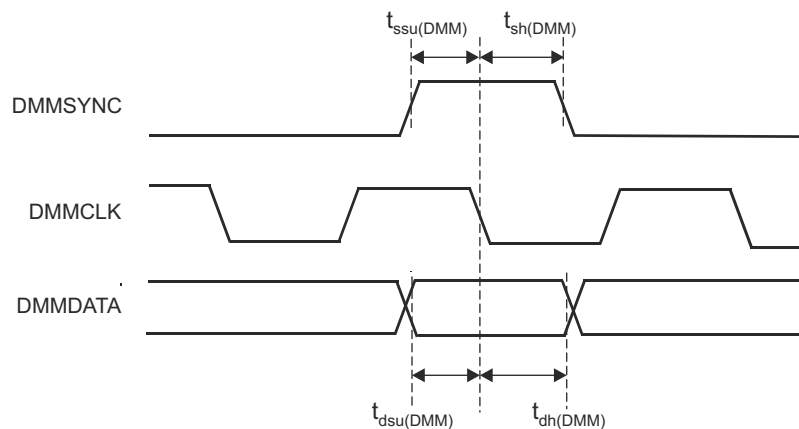 tssu(DMM) tsh(DMM)
DMMSYNC
DMMCLK
DMMDATA
tdsu(DMM) tdh(DMM)